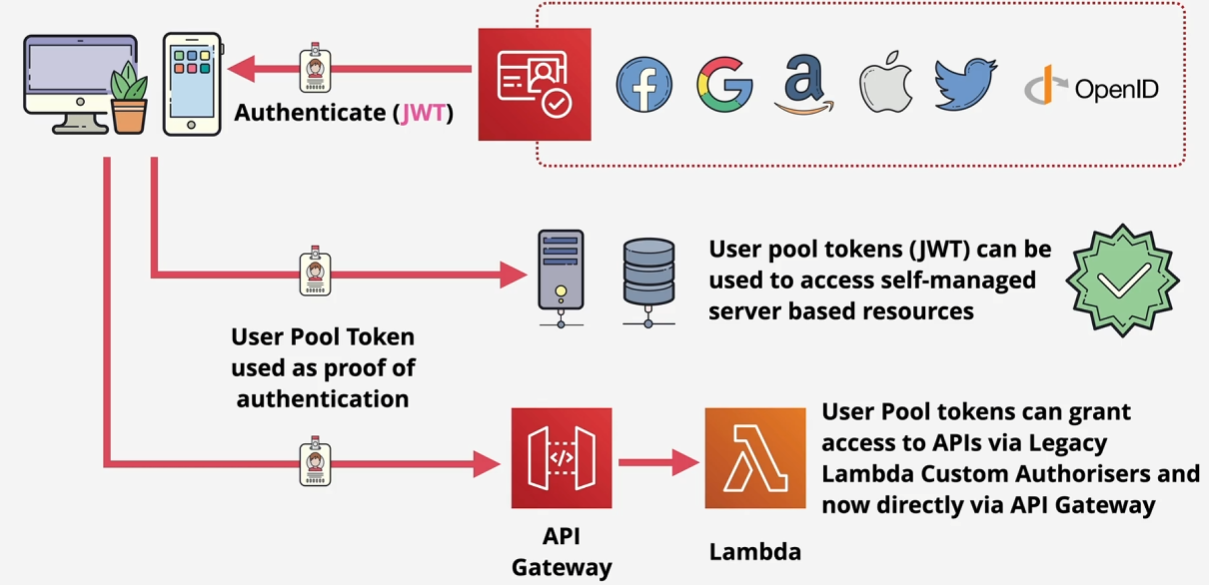 OpenID
Authenticate (JWT)
User pool tokens (JWT) can be
used to access self-managed
server based resources
User Pool Token
used as proof of
authentication
User Pool tokens can grant
access to APIs via Legacy
Lambda Custom Authorisers and
now directly via API Gateway
API
Gateway
Lambda